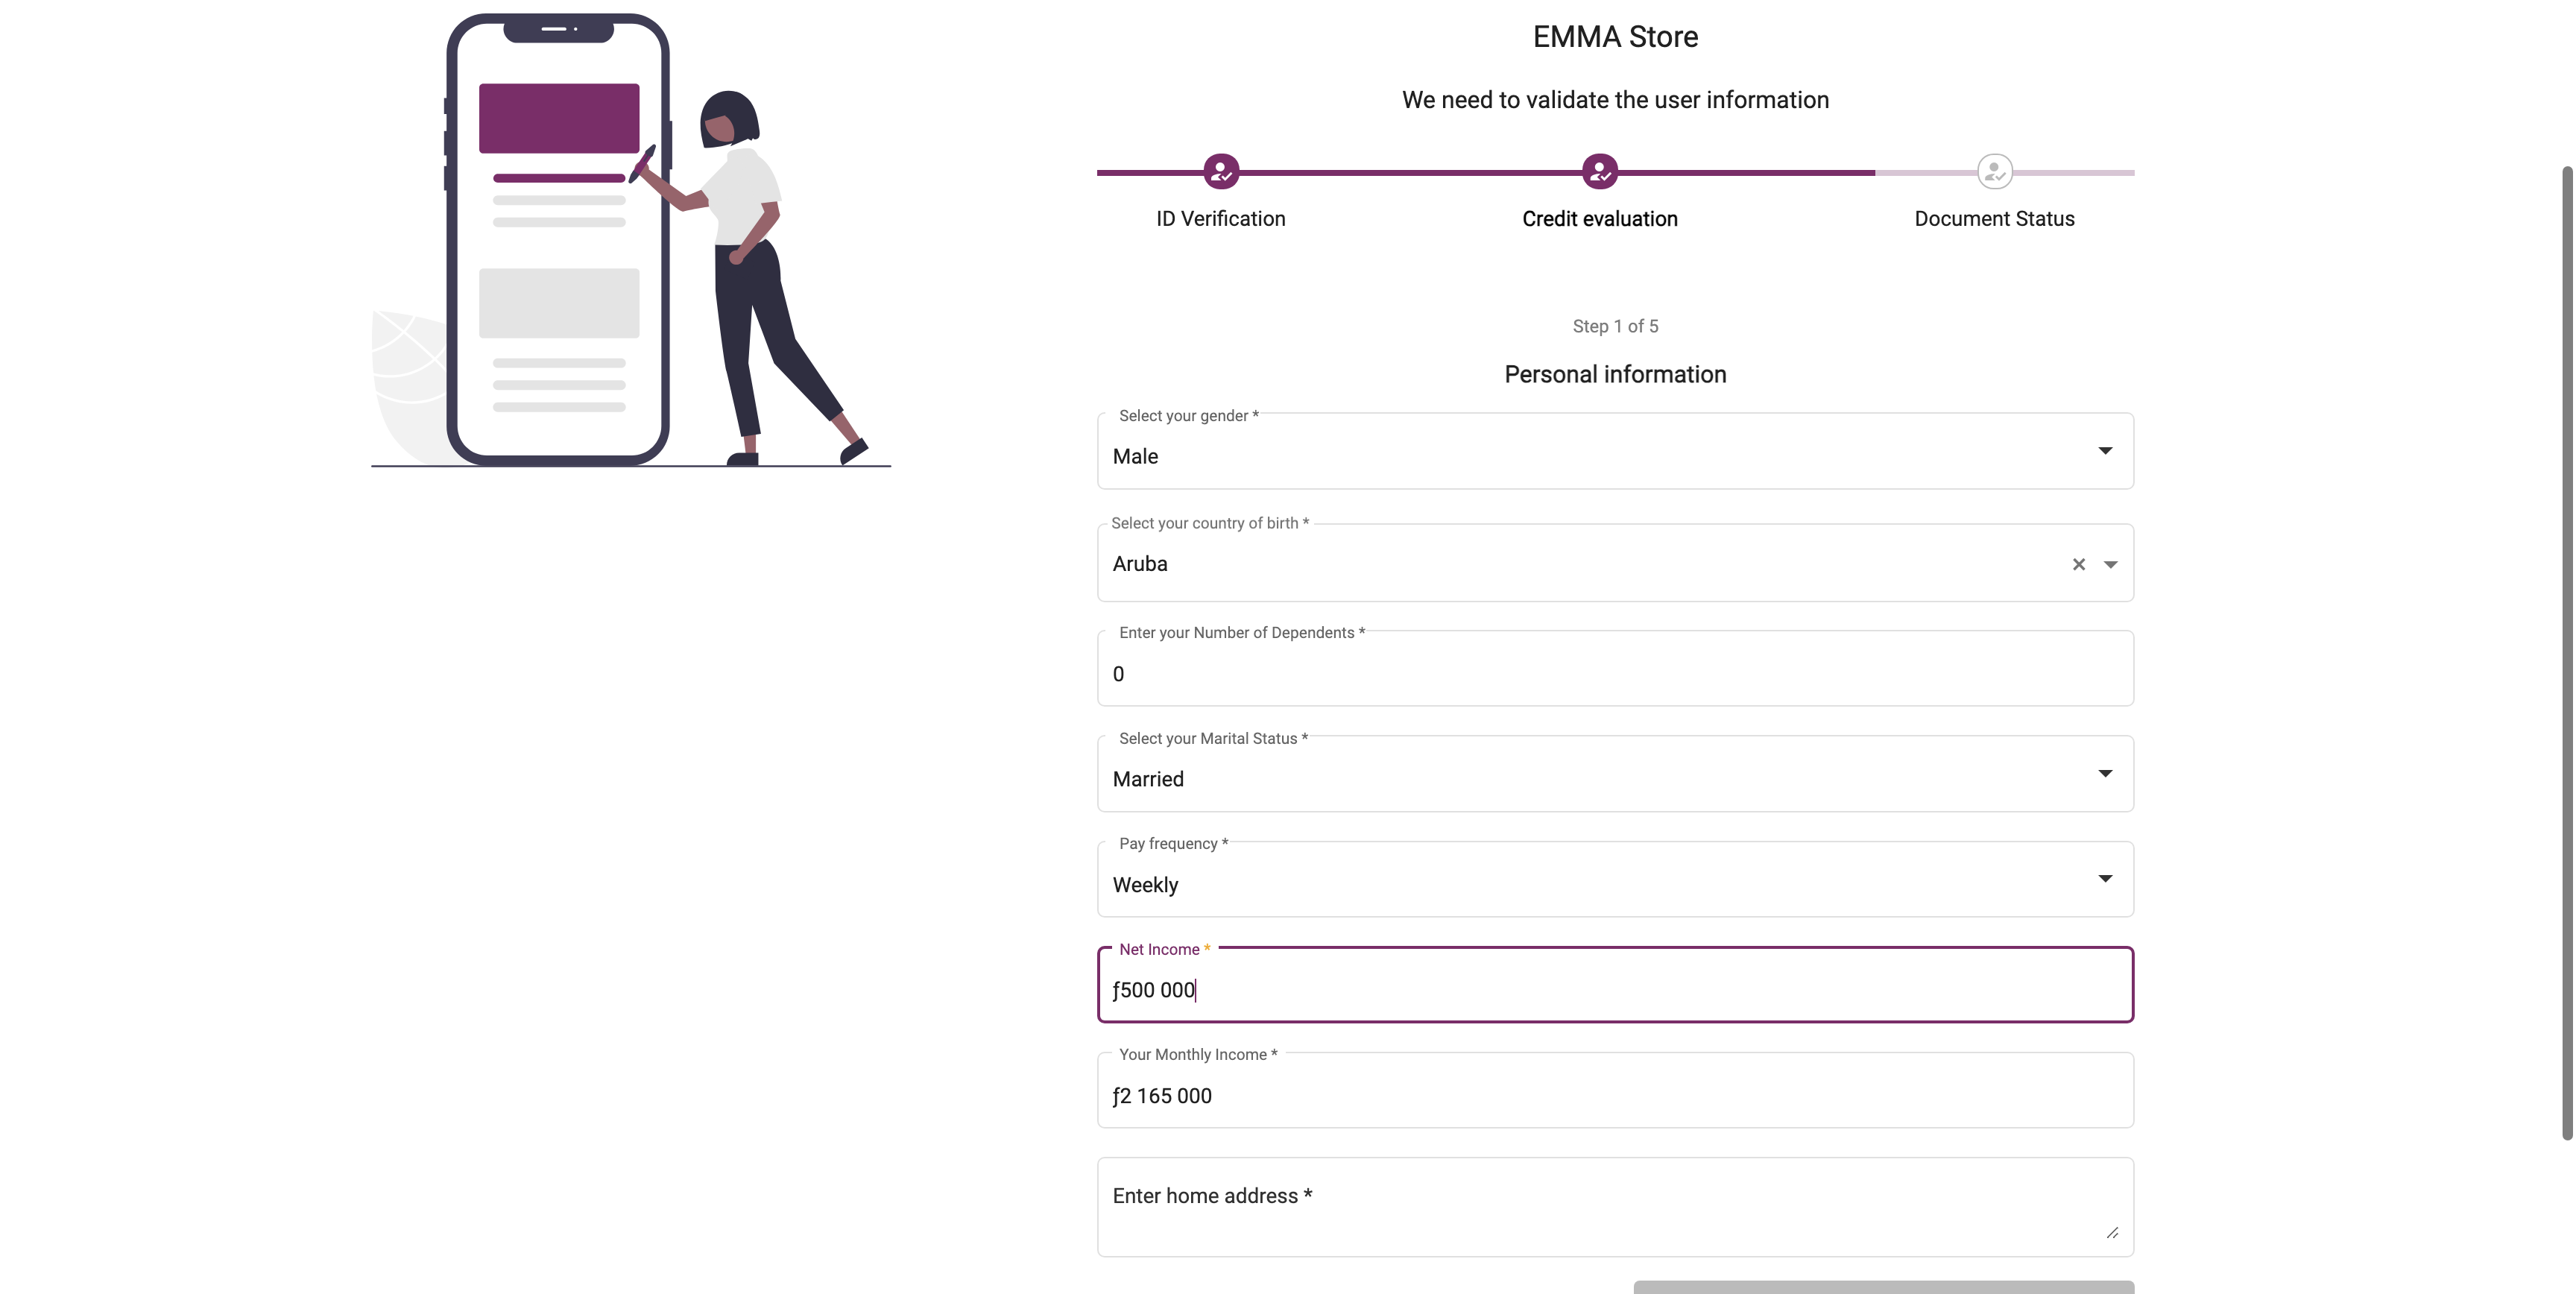 EMMA Store
We need to validate the user information
ID Verification
Credit evaluation
Document Status
Step 1 of 5
Personal information
Select your gender *
Male
Select your country of birth *
Aruba
Enter your Number of Dependents *
0
Select your Marital Status *
Married
Pay frequency *
Weekly
Net Income *
ƒ500 000
Your Monthly Income *
ƒ2 165 000
Enter home address *